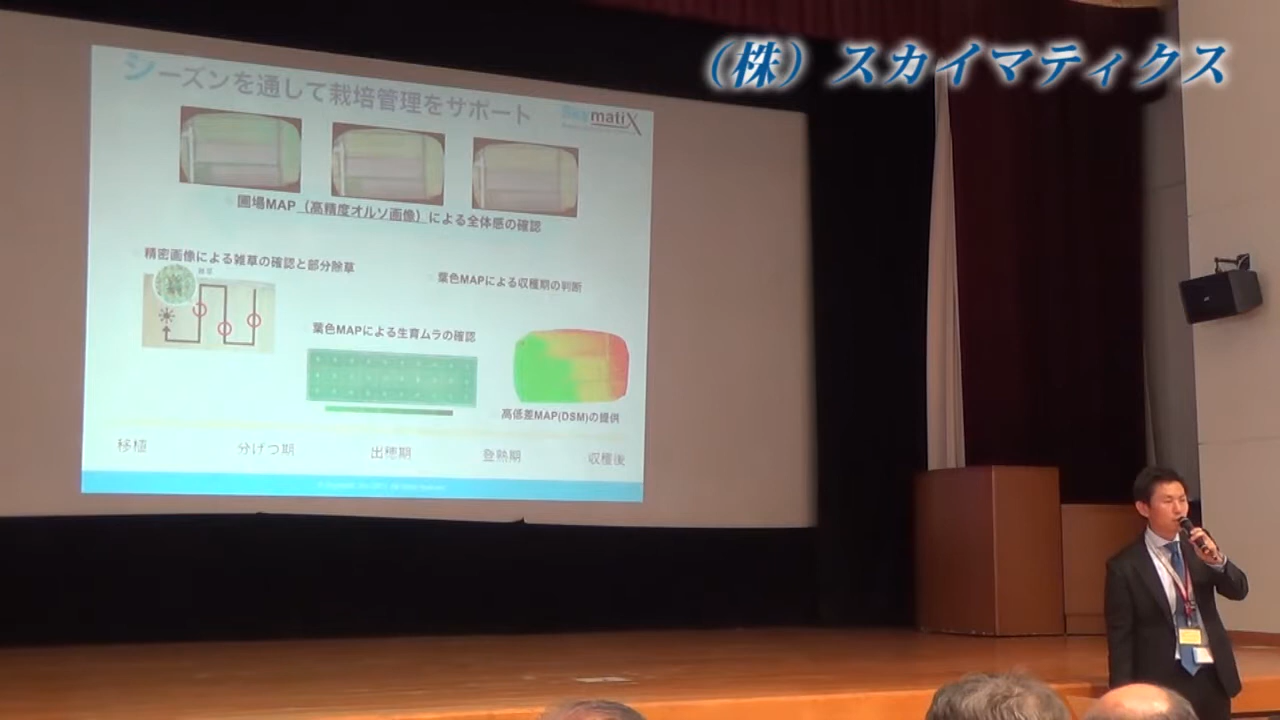 (株) スカイマティクス
シーズンを通して栽培管理をサポート
SkymatiX
圃場MAP（高精度オルソ画像）による全体感の確認
精密画像による雑草の確認と部分除草
雑草
葉色MAPによる収穫期の判断
葉色MAPによる生育ムラの確認
高低差MAP(DSM)の提供
移植 分げつ期 出穂期 登熟期 収穫後